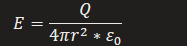 E = Q / 4πr² * ε₀